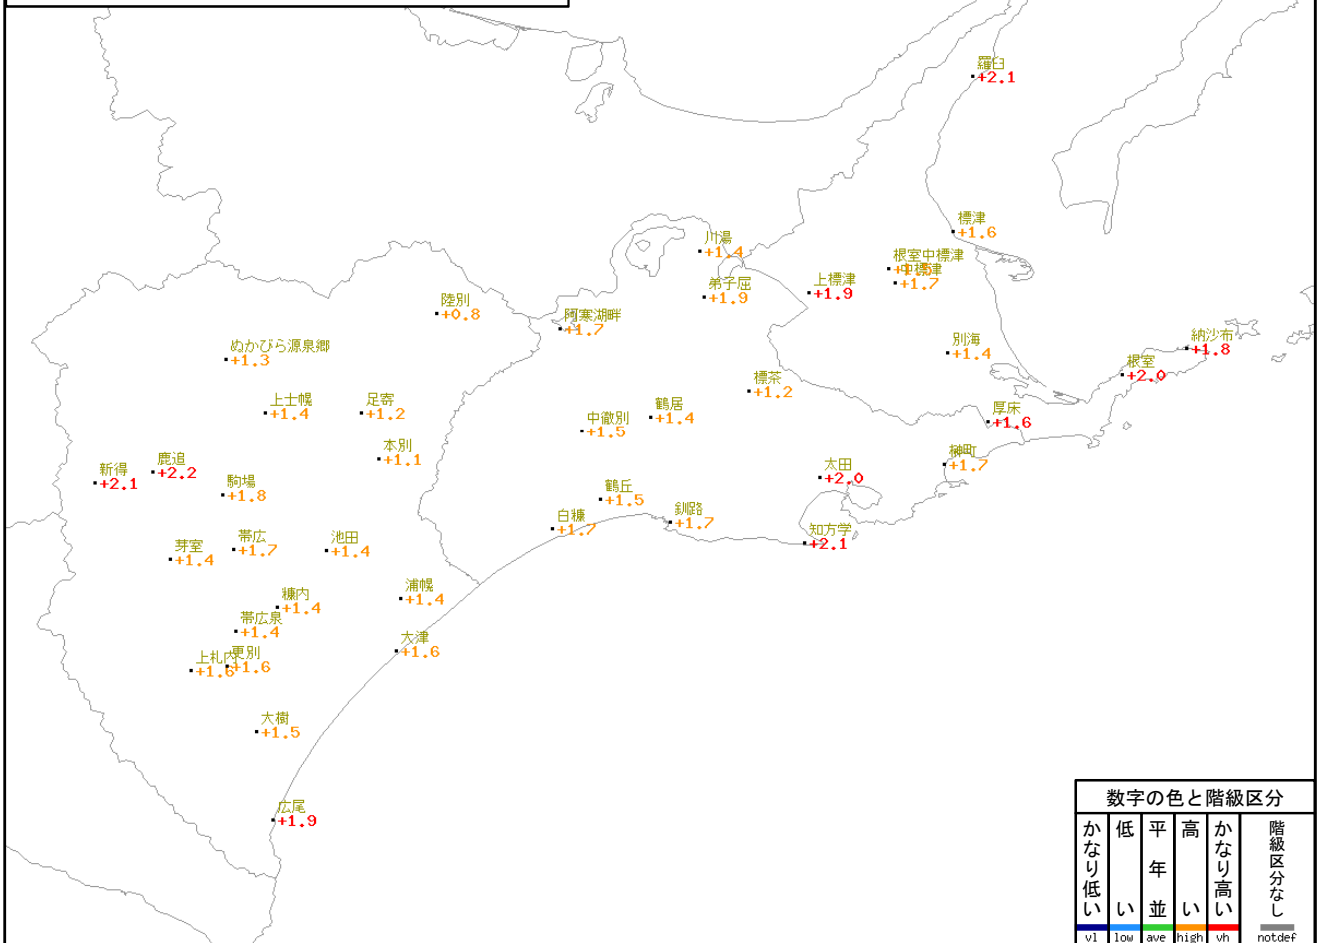 羅臼
+2.1
標津
+1.6
川湯
+1.4
根室中標津
中標津
+1.7
弟子屈
+1.9
上標津
+1.9
陸別
+0.8
阿寒湖畔
+1.7
ぬかびら源泉郷
+1.3
別海
+1.4
納沙布
+1.8
根室
+2.0
標茶
+1.2
上士幌
+1.4
足寄
+1.2
鶴居
+1.4
中徹別
+1.5
厚床
+1.6
本別
+1.1
榊町
+1.7
鹿追
+2.2
新得
+2.1
駒場
+1.8
太田
+2.0
鶴丘
+1.5
白糠
+1.7
釧路
+1.7
知方学
+2.1
帯広
+1.7
池田
+1.4
芽室
+1.4
浦幌
+1.4
糠内
+1.4
帯広泉
+1.4
大津
+1.6
上札内
+1.6
更別
+1.6
大樹
+1.5
広尾
+1.9
数字の色と階級区分
かなり低い
低い
平年並
高い
かなり高い
階級区分なし
vl low ave high vh notdef